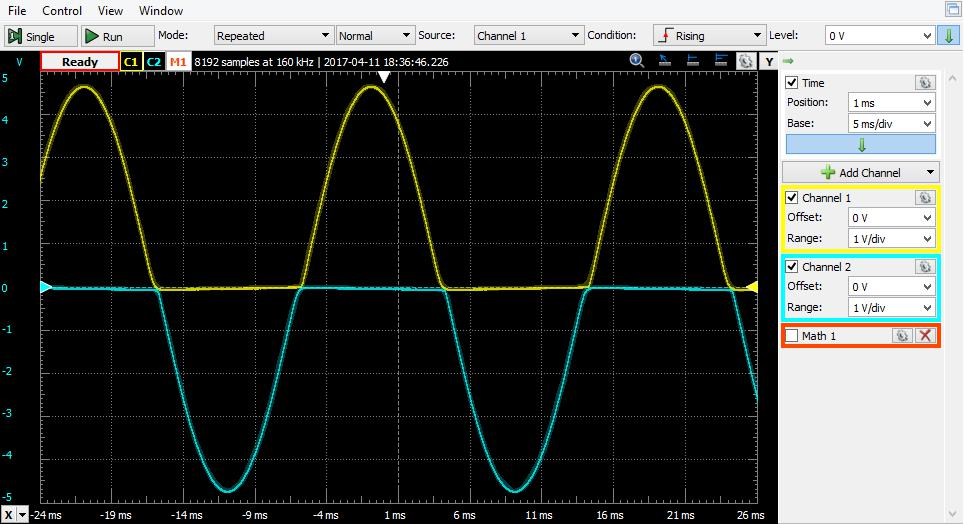 File Control View Window
Single Run Mode: Repeated Normal Source: Channel 1 Condition: Rising Level: 0 V
V Ready C1 C2 M1 8192 samples at 160 kHz | 2017-04-11 18:36:46.226 Y
5
4
3
2
1
0
-1
-2
-3
-4
-5
X -24 ms -19 ms -14 ms -9 ms -4 ms 1 ms 6 ms 11 ms 16 ms 21 ms 26 ms
Time
Position: 1 ms
Base: 5 ms/div
Add Channel
Channel 1
Offset: 0 V
Range: 1 V/div
Channel 2
Offset: 0 V
Range: 1 V/div
Math 1